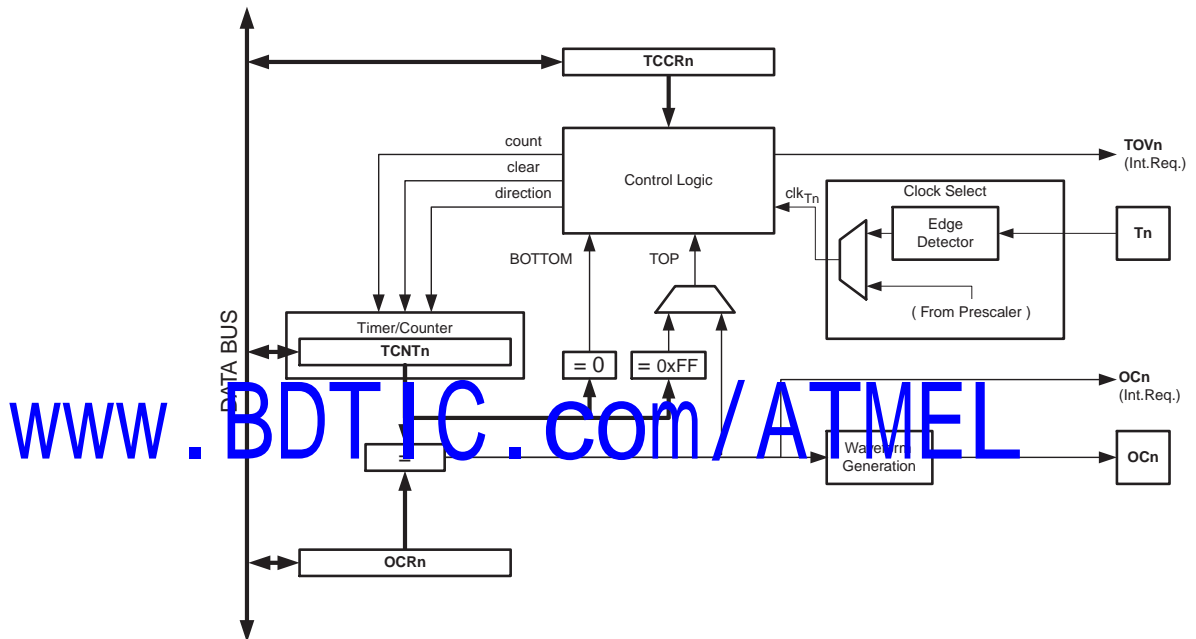 TCCRn
count
clear
direction
Control Logic
TOVn
(Int.Req.)
clkTn
Clock Select
Edge
Detector
Tn
( From Prescaler )
BOTTOM
TOP
DATA BUS
Timer/Counter
TCNTn
= 0
= 0xFF
OCn
(Int.Req.)
www.BDTIC.com/ATMEL
=
Waveform
Generation
OCn
OCRn